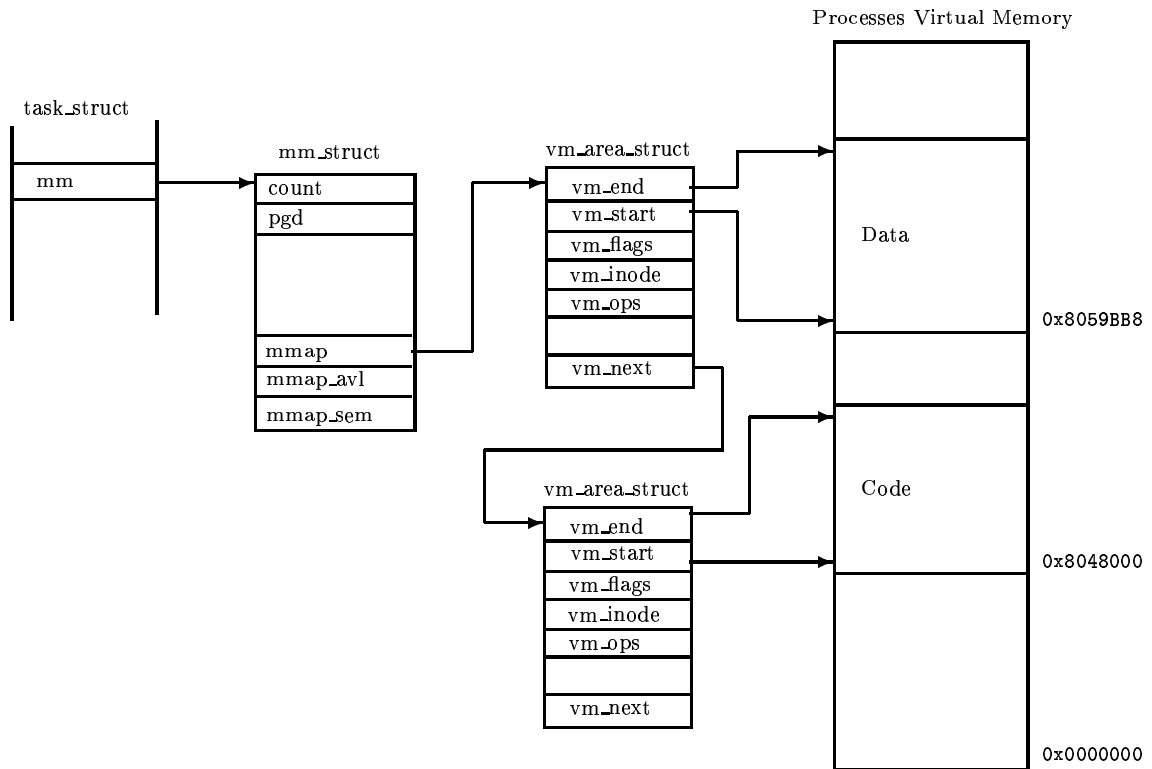 Processes Virtual Memory
task_struct
mm
mm_struct
count
pgd
mmap
mmap_avl
mmap_sem
vm_area_struct
vm_end
vm_start
vm_flags
vm_inode
vm_ops
vm_next
vm_area_struct
vm_end
vm_start
vm_flags
vm_inode
vm_ops
vm_next
Data
0x8059BB8
Code
0x8048000
0x0000000